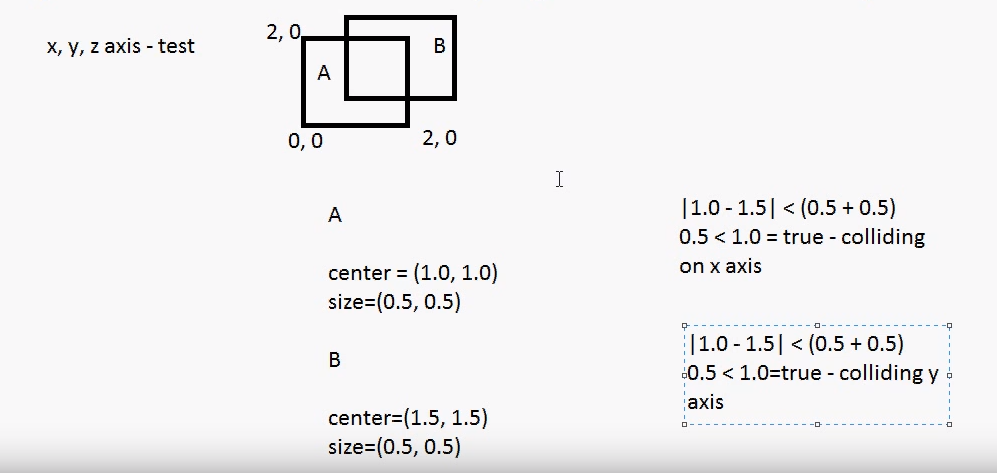 x, y, z axis - test
2, 0
B
A
0, 0
2, 0
A
center = (1.0, 1.0)
size=(0.5, 0.5)
B
center=(1.5, 1.5)
size=(0.5, 0.5)
|1.0 - 1.5| < (0.5 + 0.5)
0.5 < 1.0 = true - colliding
on x axis
|1.0 - 1.5| < (0.5 + 0.5)
0.5 < 1.0=true - colliding y
axis